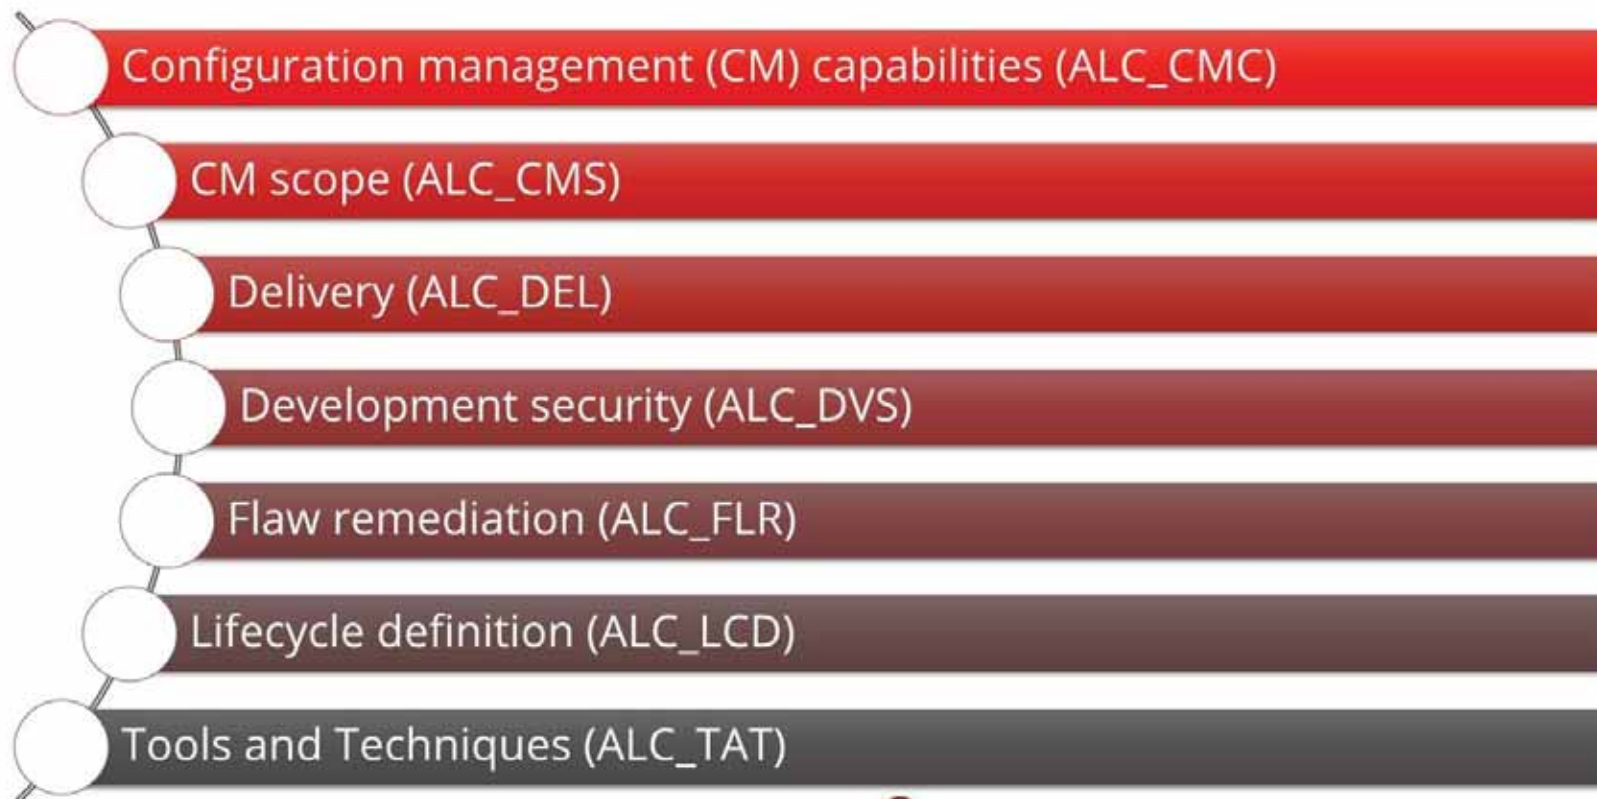 Configuration management (CM) capabilities (ALC_CMC)
CM scope (ALC_CMS)
Delivery (ALC_DEL)
Development security (ALC_DVS)
Flaw remediation (ALC_FLR)
Lifecycle definition (ALC_LCD)
Tools and Techniques (ALC_TAT)